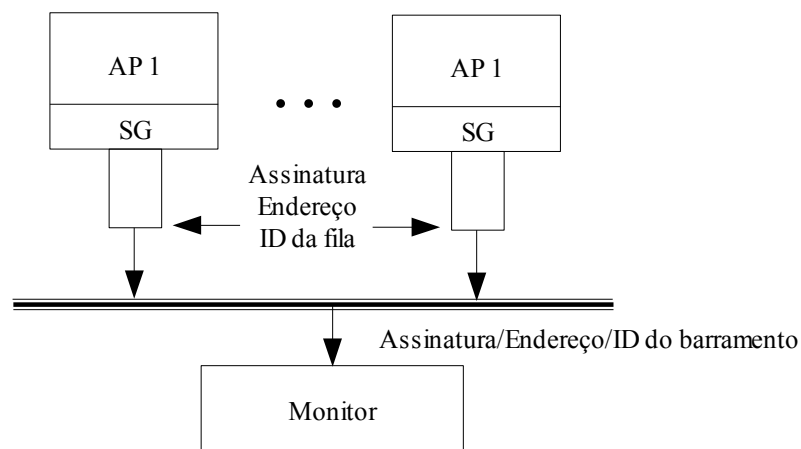 AP 1
AP 1
SG
SG
Assinatura
Endereço
ID da fila
Assinatura/Endereço/ID do barramento
Monitor